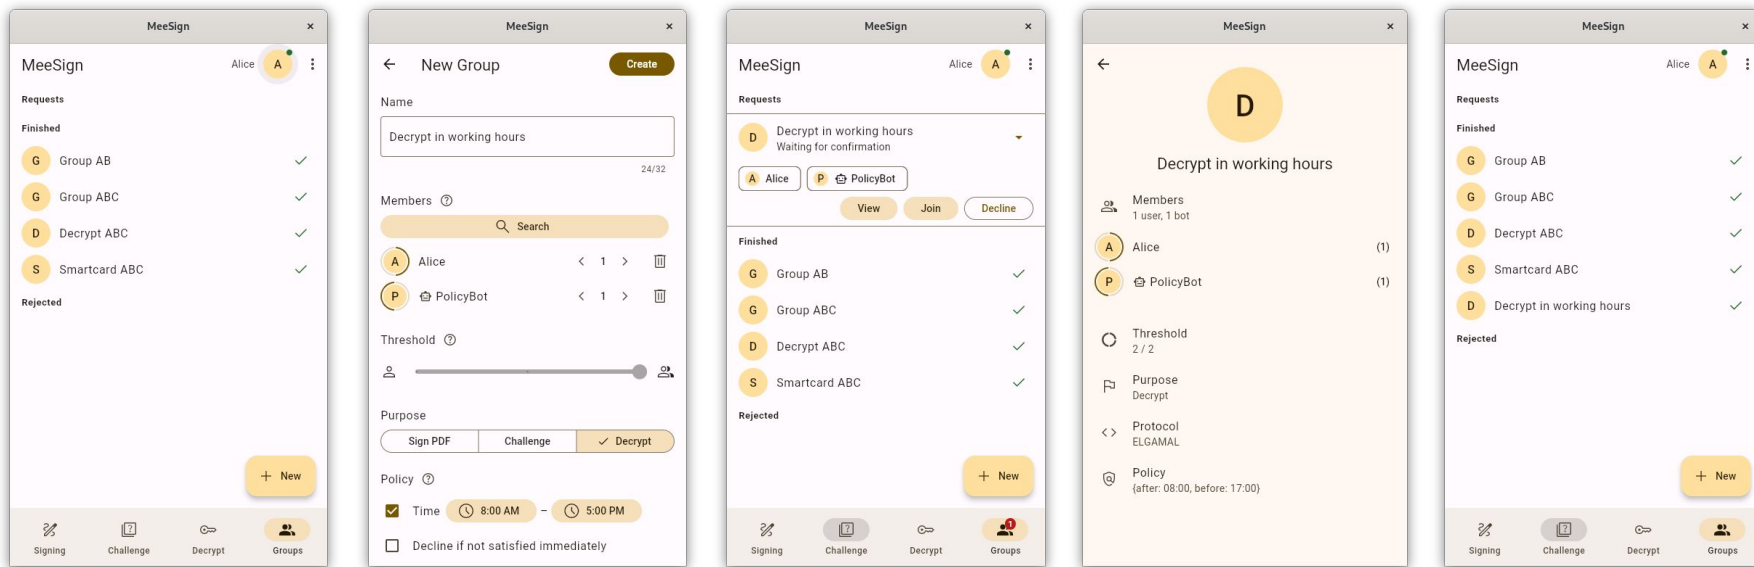 MeeSign ×
MeeSign Alice A
Requests
Finished
G Group AB
G Group ABC
D Decrypt ABC
S Smartcard ABC
Rejected
+ New
Signing Challenge Decrypt Groups
MeeSign ×
New Group Create
Name
Decrypt in working hours
24/32
Members ?
Search
A Alice < 1 >
P PolicyBot < 1 >
Threshold ?
Purpose
Sign PDF Challenge Decrypt
Policy ?
Time 8:00 AM – 5:00 PM
Decline if not satisfied immediately
MeeSign ×
MeeSign Alice A
Requests
D Decrypt in working hours
Waiting for confirmation
A Alice P PolicyBot
View Join Decline
Finished
G Group AB
G Group ABC
D Decrypt ABC
S Smartcard ABC
Rejected
+ New
1
Signing Challenge Decrypt Groups
MeeSign ×
D
Decrypt in working hours
Members
1 user, 1 bot
A Alice (1)
P PolicyBot (1)
Threshold
2 / 2
Purpose
Decrypt
Protocol
ELGAMAL
Policy
{after: 08:00, before: 17:00}
MeeSign ×
MeeSign Alice A
Requests
Finished
G Group AB
G Group ABC
D Decrypt ABC
S Smartcard ABC
D Decrypt in working hours
Rejected
+ New
Signing Challenge Decrypt Groups